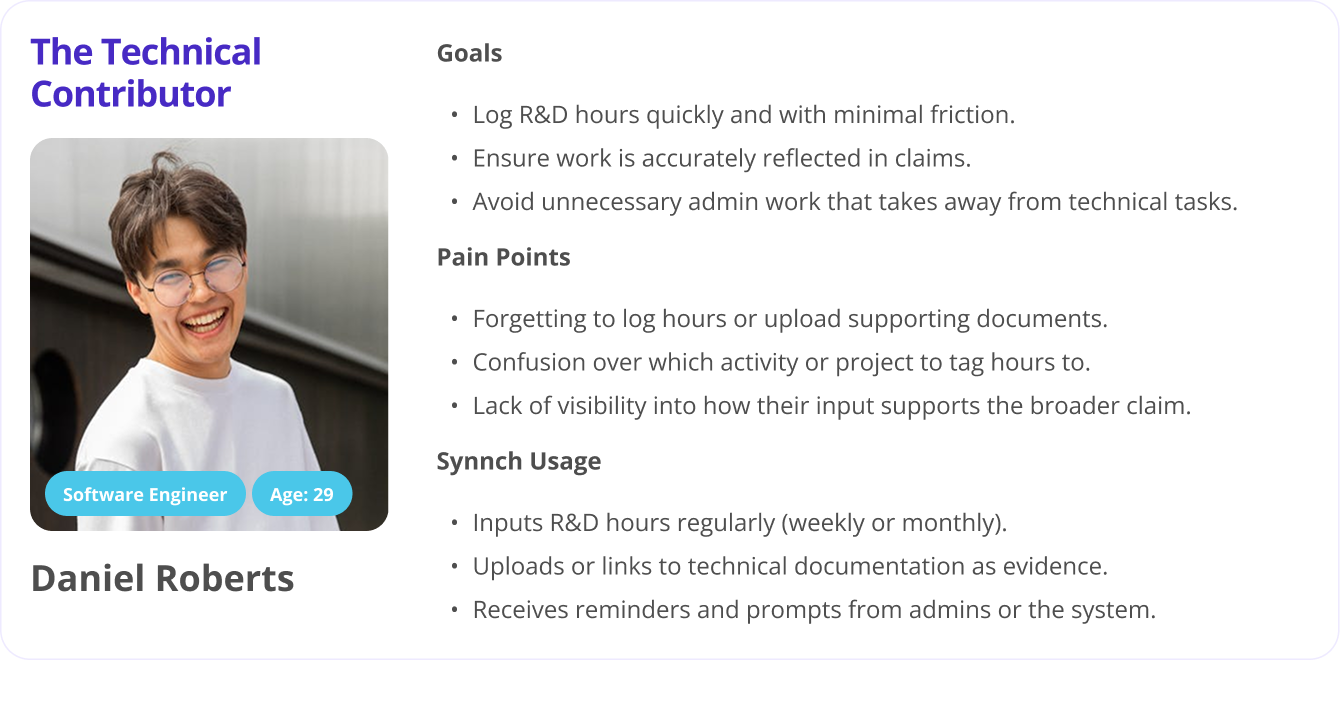 The Technical
Contributor
Software Engineer
Age: 29
Daniel Roberts
Goals
• Log R&D hours quickly and with minimal friction.
• Ensure work is accurately reflected in claims.
• Avoid unnecessary admin work that takes away from technical tasks.
Pain Points
• Forgetting to log hours or upload supporting documents.
• Confusion over which activity or project to tag hours to.
• Lack of visibility into how their input supports the broader claim.
Synnch Usage
• Inputs R&D hours regularly (weekly or monthly).
• Uploads or links to technical documentation as evidence.
• Receives reminders and prompts from admins or the system.